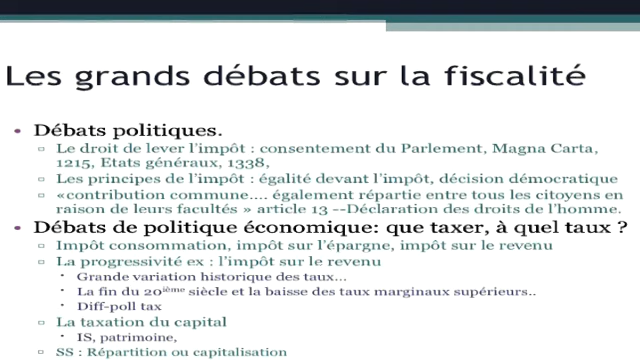 Les grands débats sur la fiscalité
• Débats politiques.
▫ Le droit de lever l'impôt : consentement du Parlement, Magna Carta,
1215, Etats généraux, 1338,
▫ Les principes de l'impôt : égalité devant l'impôt, décision démocratique
▫ «contribution commune.... également répartie entre tous les citoyens en
raison de leurs facultés » article 13 --Déclaration des droits de l'homme.
• Débats de politique économique: que taxer, à quel taux ?
▫ Impôt consommation, impôt sur l'épargne, impôt sur le revenu
▫ La progressivité ex : l'impôt sur le revenu
· Grande variation historique des taux...
· La fin du 20ième siècle et la baisse des taux marginaux supérieurs..
· Diff-poll tax
▫ La taxation du capital
· IS, patrimoine,
▫ SS : Répartition ou capitalisation